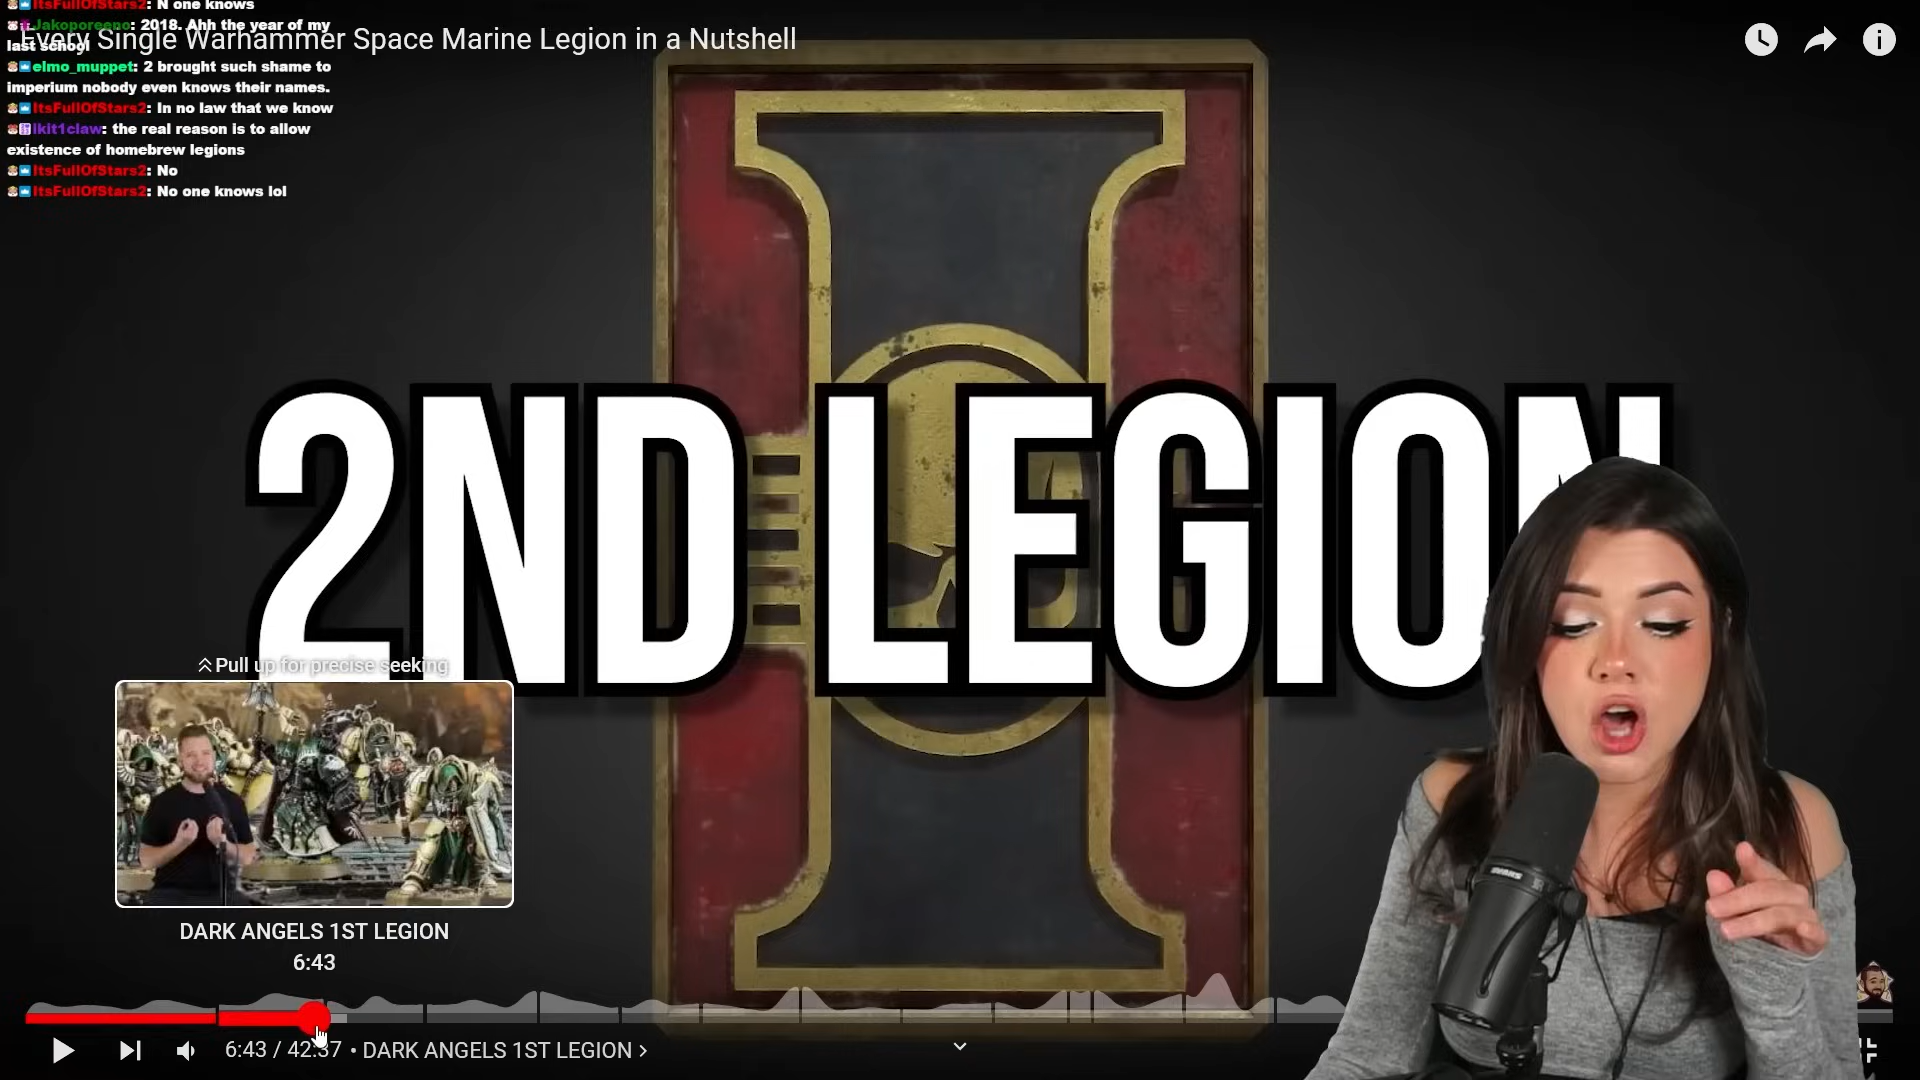 ItsFullOfStars2: N one knows
Jakoporeeno: 2018. Ahh the year of my
last school
Every Single Warhammer Space Marine Legion in a Nutshell
elmo_muppet: 2 brought such shame to
imperium nobody even knows their names.
ItsFullOfStars2: In no law that we know
ikit1claw: the real reason is to allow
existence of homebrew legions
ItsFullOfStars2: No
ItsFullOfStars2: No one knows lol
2ND LEGION
Pull up for precise seeking
DARK ANGELS 1ST LEGION
6:43
6:43 / 42:37 • DARK ANGELS 1ST LEGION >